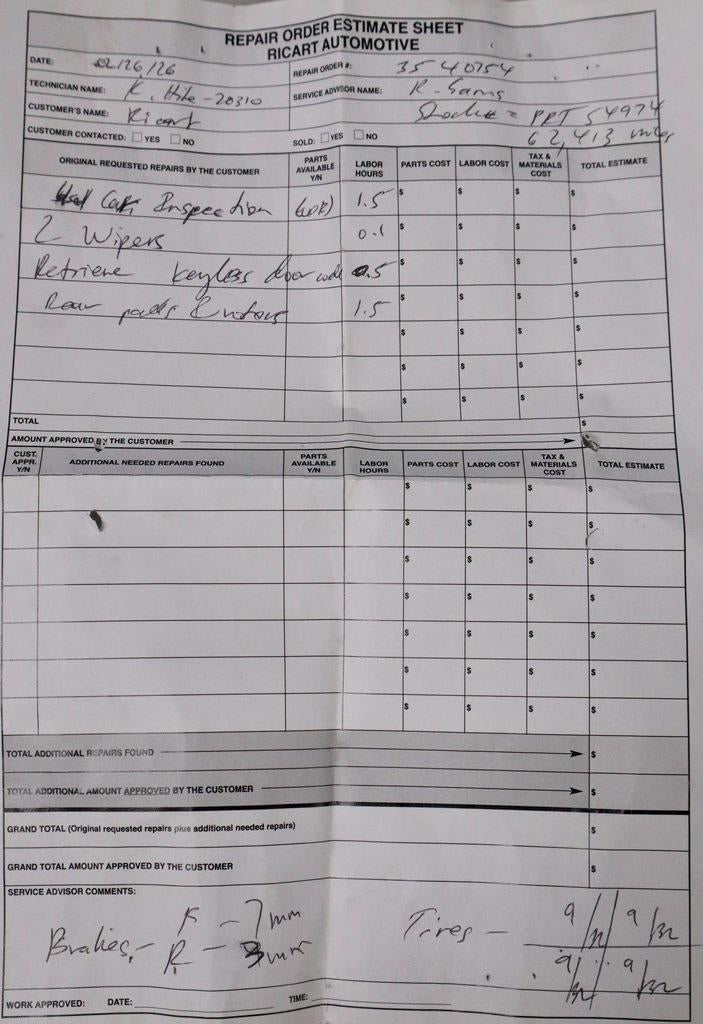 REPAIR ORDER ESTIMATE SHEET
RICART AUTOMOTIVE
DATE: 02/26/26 REPAIR ORDER #: 3540754
TECHNICIAN NAME: K. - 20310 SERVICE ADVISOR NAME: R - Sams
CUSTOMER'S NAME: Ricart Stock# = PPT 54974
CUSTOMER CONTACTED: YES NO SOLD: YES NO 62,413 miles
ORIGINAL REQUESTED REPAIRS BY THE CUSTOMER PARTS AVAILABLE Y/N LABOR HOURS PARTS COST LABOR COST TAX & MATERIALS COST TOTAL ESTIMATE
Used Car Inspection 1.5 $ $ $ $
2 Wipers 0.1 $ $ $ $
Retrieve keyless door code 0.5 $ $ $ $
Rear pads & rotors 1.5 $ $ $ $
$ $ $ $
$ $ $ $
$ $ $ $
TOTAL $
AMOUNT APPROVED BY THE CUSTOMER
CUST. APPR. Y/N ADDITIONAL NEEDED REPAIRS FOUND PARTS AVAILABLE Y/N LABOR HOURS PARTS COST LABOR COST TAX & MATERIALS COST TOTAL ESTIMATE
$ $ $ $
$ $ $ $
$ $ $ $
$ $ $ $
$ $ $ $
$ $ $ $
$ $ $ $
TOTAL ADDITIONAL REPAIRS FOUND $
TOTAL ADDITIONAL AMOUNT APPROVED BY THE CUSTOMER $
GRAND TOTAL (Original requested repairs plus additional needed repairs) $
GRAND TOTAL AMOUNT APPROVED BY THE CUSTOMER $
SERVICE ADVISOR COMMENTS:
Brakes - F - 7mm Tires - 9/32 9/32
R - 3mm 9/32 9/32
WORK APPROVED: DATE: TIME: